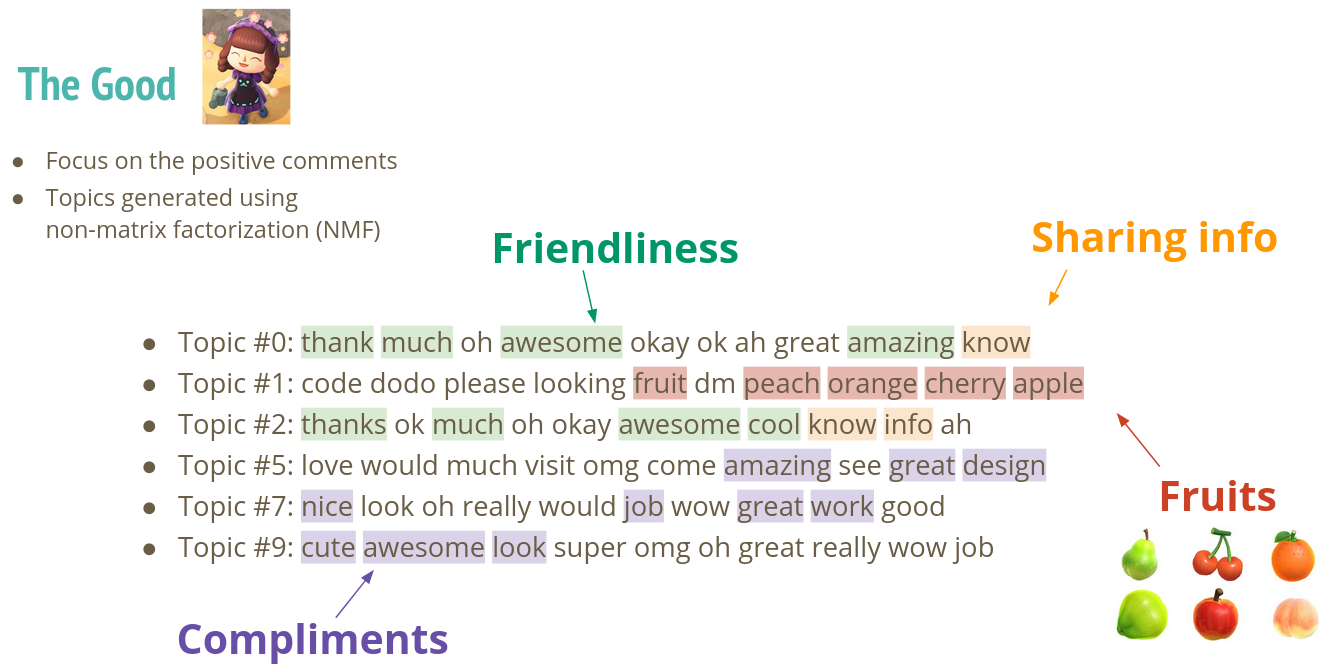 The Good
● Focus on the positive comments
● Topics generated using
non-matrix factorization (NMF)
Friendliness
Sharing info
● Topic #0: thank much oh awesome okay ok ah great amazing know
● Topic #1: code dodo please looking fruit dm peach orange cherry apple
● Topic #2: thanks ok much oh okay awesome cool know info ah
● Topic #5: love would much visit omg come amazing see great design
● Topic #7: nice look oh really would job wow great work good
● Topic #9: cute awesome look super omg oh great really wow job
Fruits
Compliments